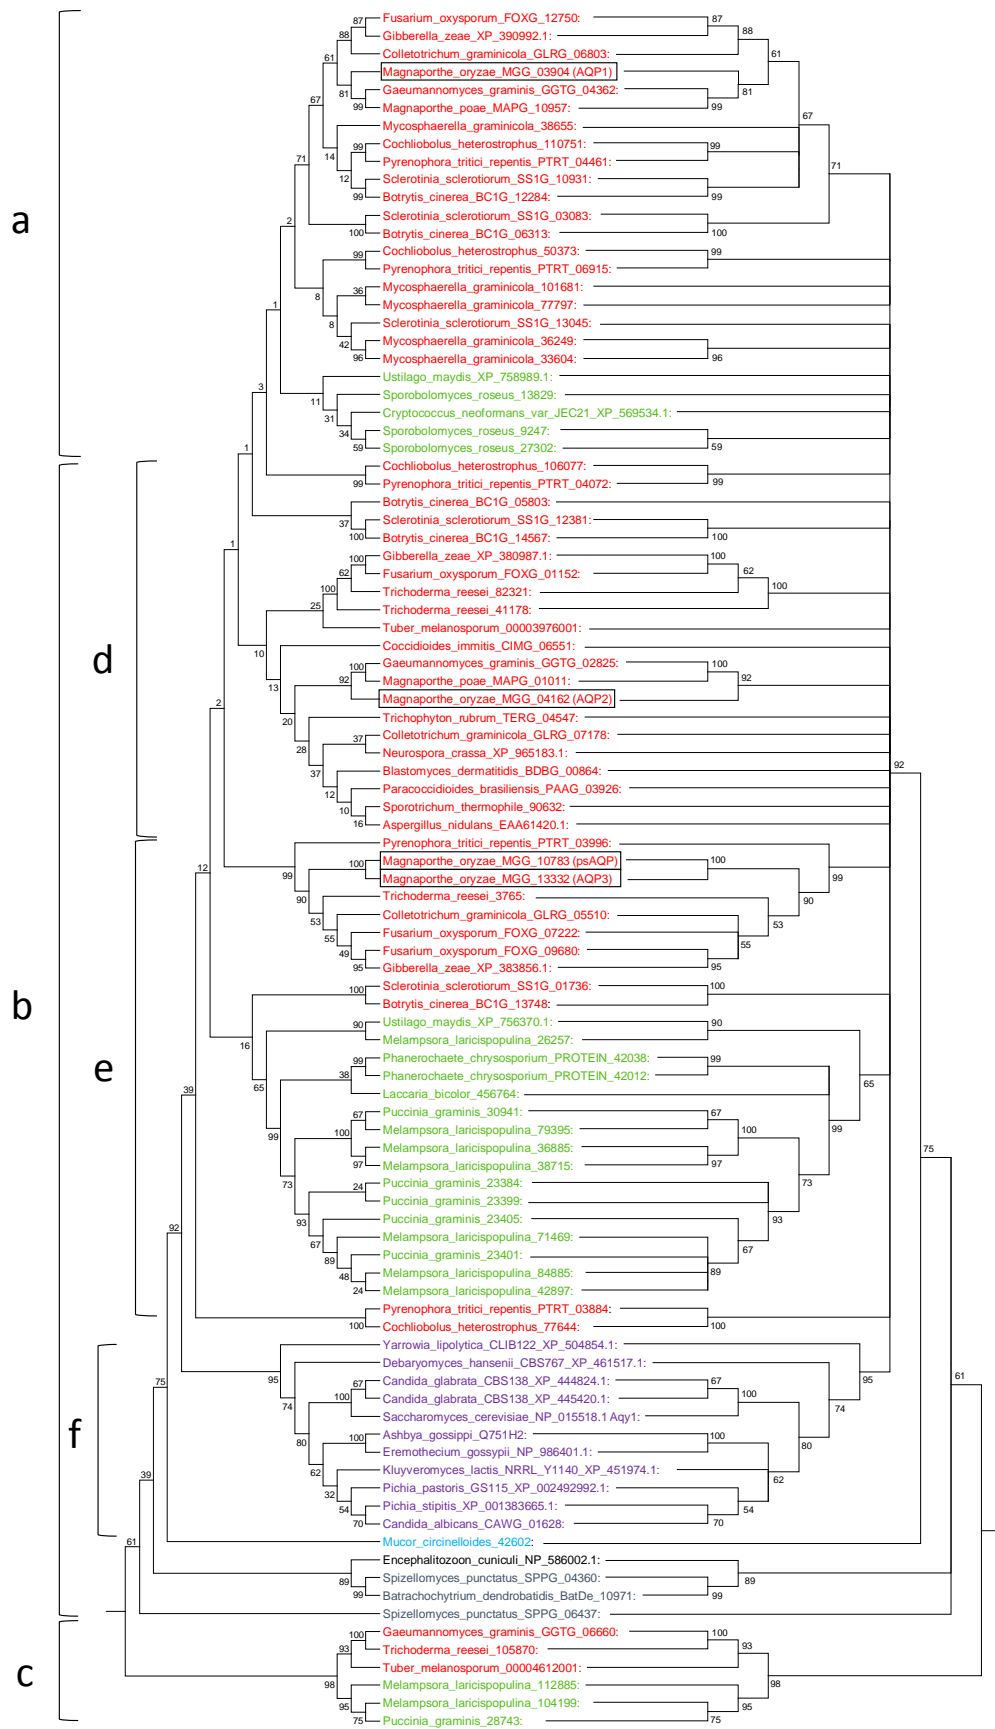 a
b
c
d
e
f
Fusarium_oxysporum_FOXG_12750:
Gibberella_zeae_XP_390992.1:
Colletotrichum_graminicola_GLRG_06803:
Magnaporthe_oryzae_MGG_03904 (AQP1)
Gaeumannomyces_graminis_GGTG_04362:
Magnaporthe_poae_MAPG_10957:
Mycosphaerella_graminicola_38655:
Cochliobolus_heterostrophus_110751:
Pyrenophora_tritici_repentis_PTRT_04461:
Sclerotinia_sclerotiorum_SS1G_10931:
Botrytis_cinerea_BC1G_12284:
Sclerotinia_sclerotiorum_SS1G_03083:
Botrytis_cinerea_BC1G_06313:
Cochliobolus_heterostrophus_50373:
Pyrenophora_tritici_repentis_PTRT_06915:
Mycosphaerella_graminicola_101681:
Mycosphaerella_graminicola_77797:
Sclerotinia_sclerotiorum_SS1G_13045:
Mycosphaerella_graminicola_36249:
Mycosphaerella_graminicola_33604:
Ustilago_maydis_XP_758989.1:
Sporobolomyces_roseus_13829:
Cryptococcus_neoformans_var_JEC21_XP_569534.1:
Sporobolomyces_roseus_9247:
Sporobolomyces_roseus_27302:
Cochliobolus_heterostrophus_106077:
Pyrenophora_tritici_repentis_PTRT_04072:
Botrytis_cinerea_BC1G_05803:
Sclerotinia_sclerotiorum_SS1G_12381:
Botrytis_cinerea_BC1G_14567:
Gibberella_zeae_XP_380987.1:
Fusarium_oxysporum_FOXG_01152:
Trichoderma_reesei_82321:
Trichoderma_reesei_41178:
Tuber_melanosporum_00003976001:
Coccidioides_immitis_CIMG_06551:
Gaeumannomyces_graminis_GGTG_02825:
Magnaporthe_poae_MAPG_01011:
Magnaporthe_oryzae_MGG_04162 (AQP2)
Trichophyton_rubrum_TERG_04547:
Colletotrichum_graminicola_GLRG_07178:
Neurospora_crassa_XP_965183.1:
Blastomyces_dermatitidis_BDBG_00864:
Paracoccidioides_brasiliensis_PAAG_03926:
Sporotrichum_thermophile_90632:
Aspergillus_nidulans_EAA61420.1:
Pyrenophora_tritici_repentis_PTRT_03996:
Magnaporthe_oryzae_MGG_10783 (psAQP)
Magnaporthe_oryzae_MGG_13332 (AQP3)
Trichoderma_reesei_3765:
Colletotrichum_graminicola_GLRG_05510:
Fusarium_oxysporum_FOXG_07222:
Fusarium_oxysporum_FOXG_09680:
Gibberella_zeae_XP_383856.1:
Sclerotinia_sclerotiorum_SS1G_01736:
Botrytis_cinerea_BC1G_13748:
Ustilago_maydis_XP_756370.1:
Melampsora_laricispopulina_26257:
Phanerochaete_chrysosporium_PROTEIN_42038:
Phanerochaete_chrysosporium_PROTEIN_42012:
Laccaria_bicolor_456764:
Puccinia_graminis_30941:
Melampsora_laricispopulina_79395:
Melampsora_laricispopulina_36885:
Melampsora_laricispopulina_38715:
Puccinia_graminis_23384:
Puccinia_graminis_23399:
Puccinia_graminis_23405:
Melampsora_laricispopulina_71469:
Puccinia_graminis_23401:
Melampsora_laricispopulina_84885:
Melampsora_laricispopulina_42897:
Pyrenophora_tritici_repentis_PTRT_03884:
Cochliobolus_heterostrophus_77644:
Yarrowia_lipolytica_CLIB122_XP_504854.1:
Debaryomyces_hansenii_CBS767_XP_461517.1:
Candida_glabrata_CBS138_XP_444824.1:
Candida_glabrata_CBS138_XP_445420.1:
Saccharomyces_cerevisiae_NP_015518.1 Aqy1:
Ashbya_gossippi_Q751H2:
Eremothecium_gossypii_NP_986401.1:
Kluyveromyces_lactis_NRRL_Y1140_XP_451974.1:
Pichia_pastoris_GS115_XP_002492992.1:
Pichia_stipitis_XP_001383665.1:
Candida_albicans_CAWG_01628:
Mucor_circinelloides_42602:
Encephalitozoon_cuniculi_NP_586002.1:
Spizellomyces_punctatus_SPPG_04360:
Batrachochytrium_dendrobatidis_BatDe_10971:
Spizellomyces_punctatus_SPPG_06437:
Gaeumannomyces_graminis_GGTG_06660:
Trichoderma_reesei_105870:
Tuber_melanosporum_00004612001:
Melampsora_laricispopulina_112885:
Melampsora_laricispopulina_104199:
Puccinia_graminis_28743: